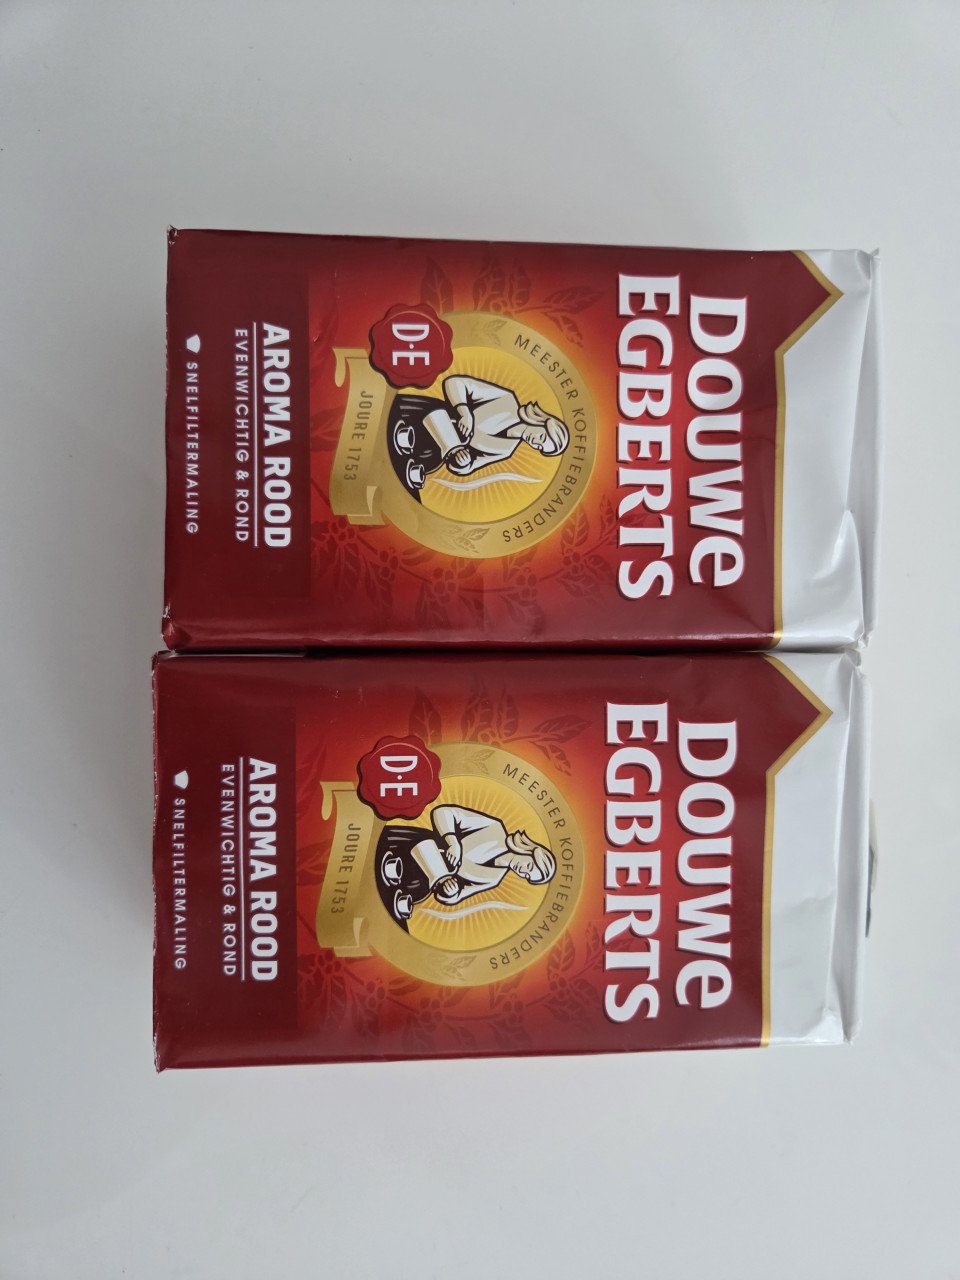 DOUWE
EGBERTS
MEESTER KOFFIEBRANDERS
D·E
JOURE 1753
AROMA ROOD
EVENWICHTIG & ROND
SNELFILTERMALING
DOUWE
EGBERTS
MEESTER KOFFIEBRANDERS
D·E
JOURE 1753
AROMA ROOD
EVENWICHTIG & ROND
SNELFILTERMALING